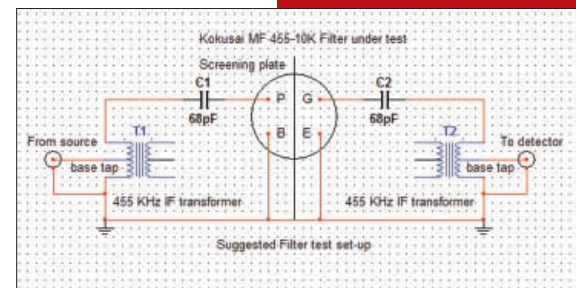 Kokusai MF 455-10K Filter under test
Screening plate
C1
C2
P
G
68pF
68pF
B
E
From source
T1
T2
To detector
base tap
base tap
455 KHz IF transformer
455 KHz IF transformer
Suggested Filter test set-up